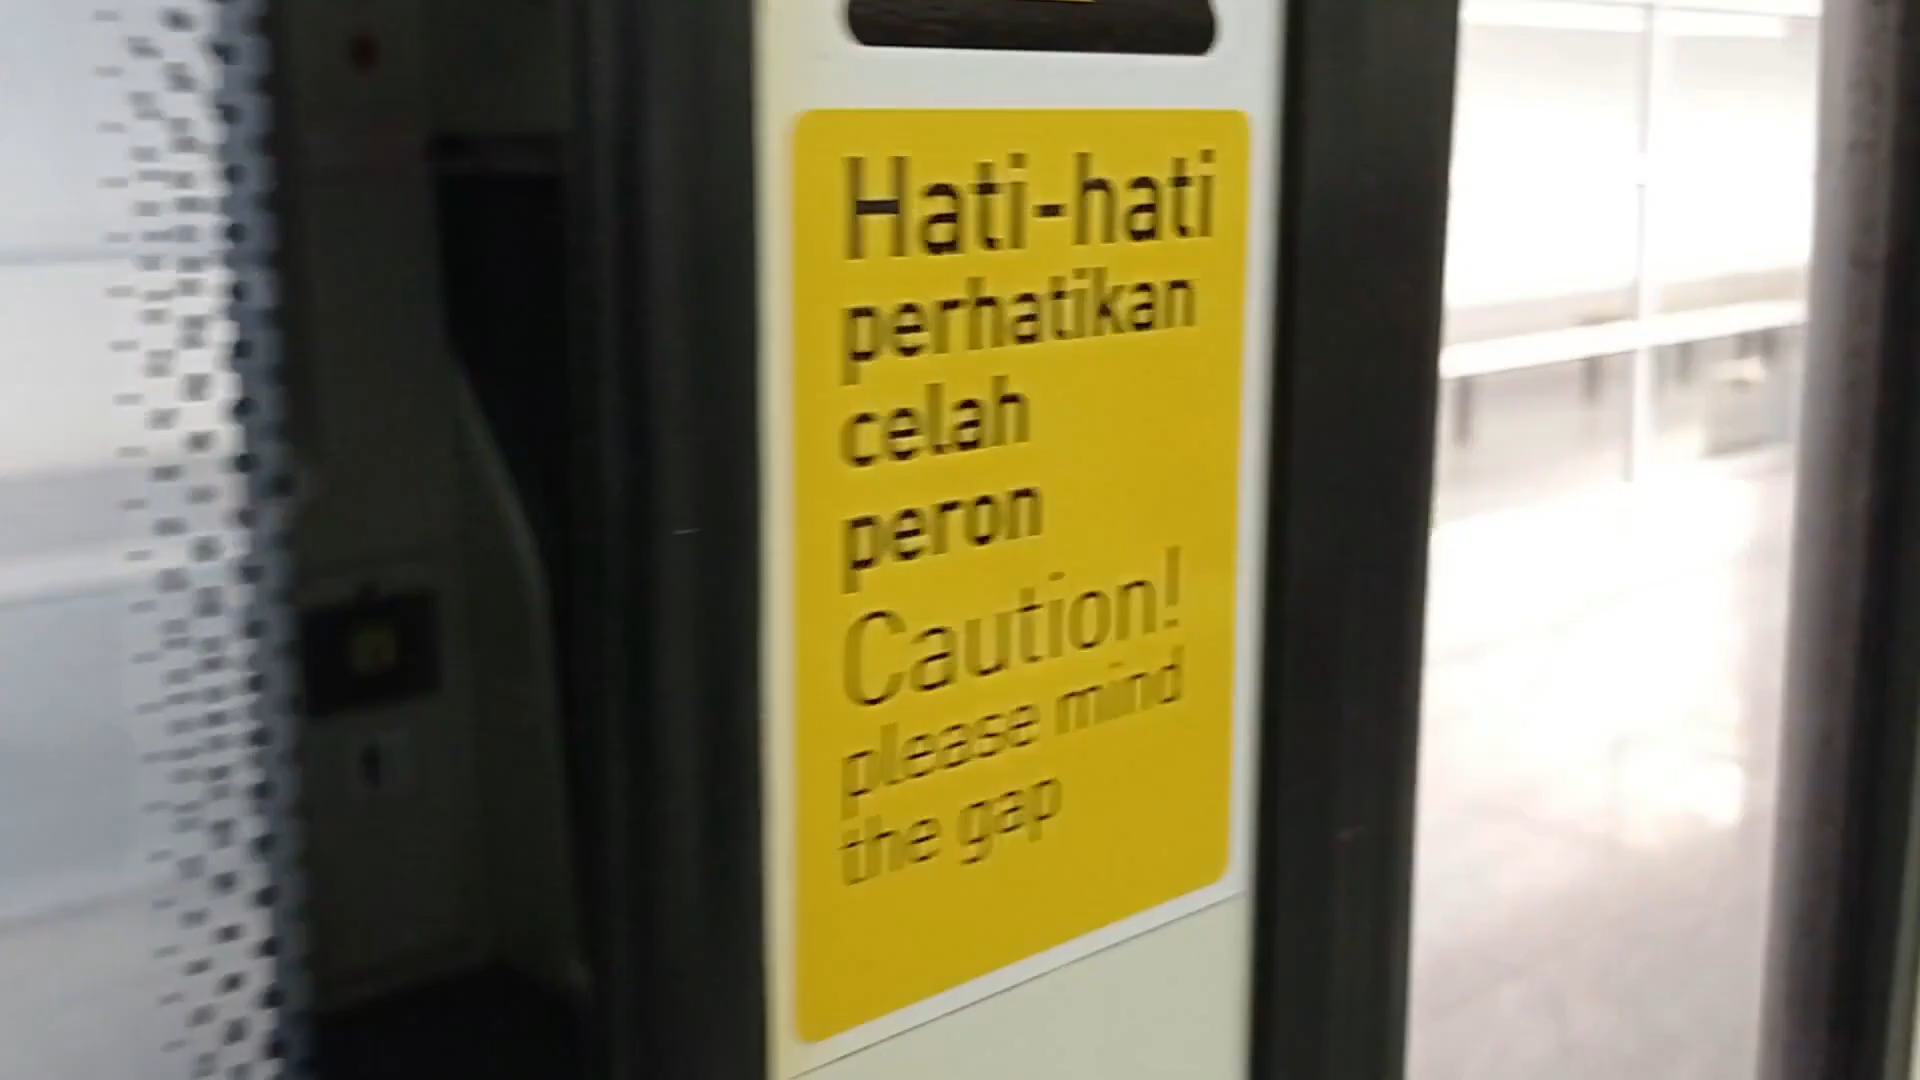 Hati-hati
perhatikan
celah
peron
Caution!
please mind
the gap